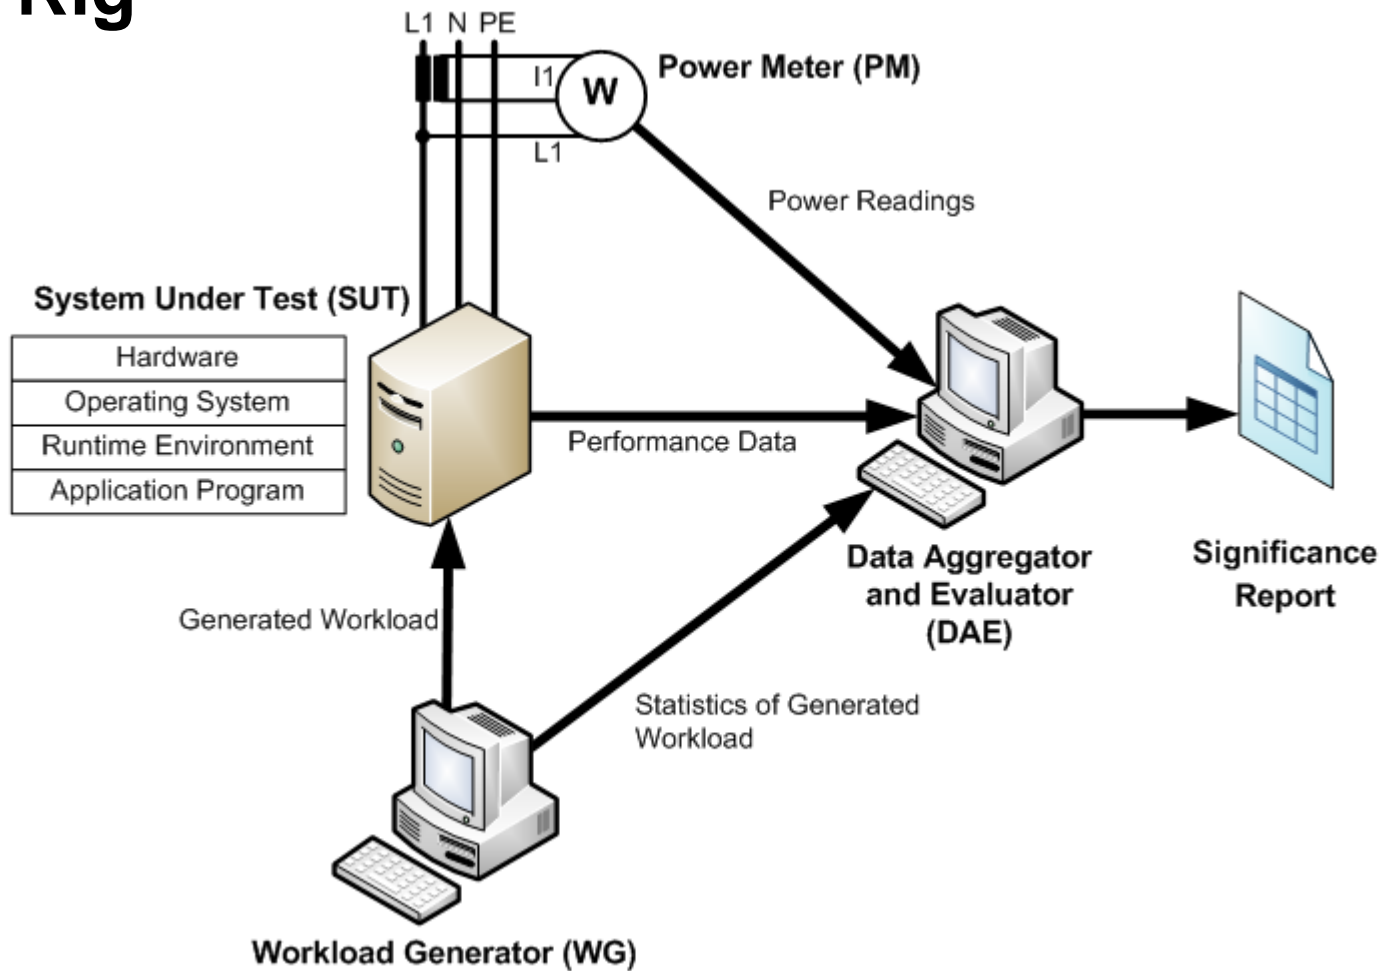 Rig
L1 N PE
I1
W
Power Meter (PM)
L1
Power Readings
System Under Test (SUT)
Hardware
Operating System
Runtime Environment
Application Program
Performance Data
Data Aggregator
and Evaluator
(DAE)
Significance
Report
Generated Workload
Statistics of Generated
Workload
Workload Generator (WG)